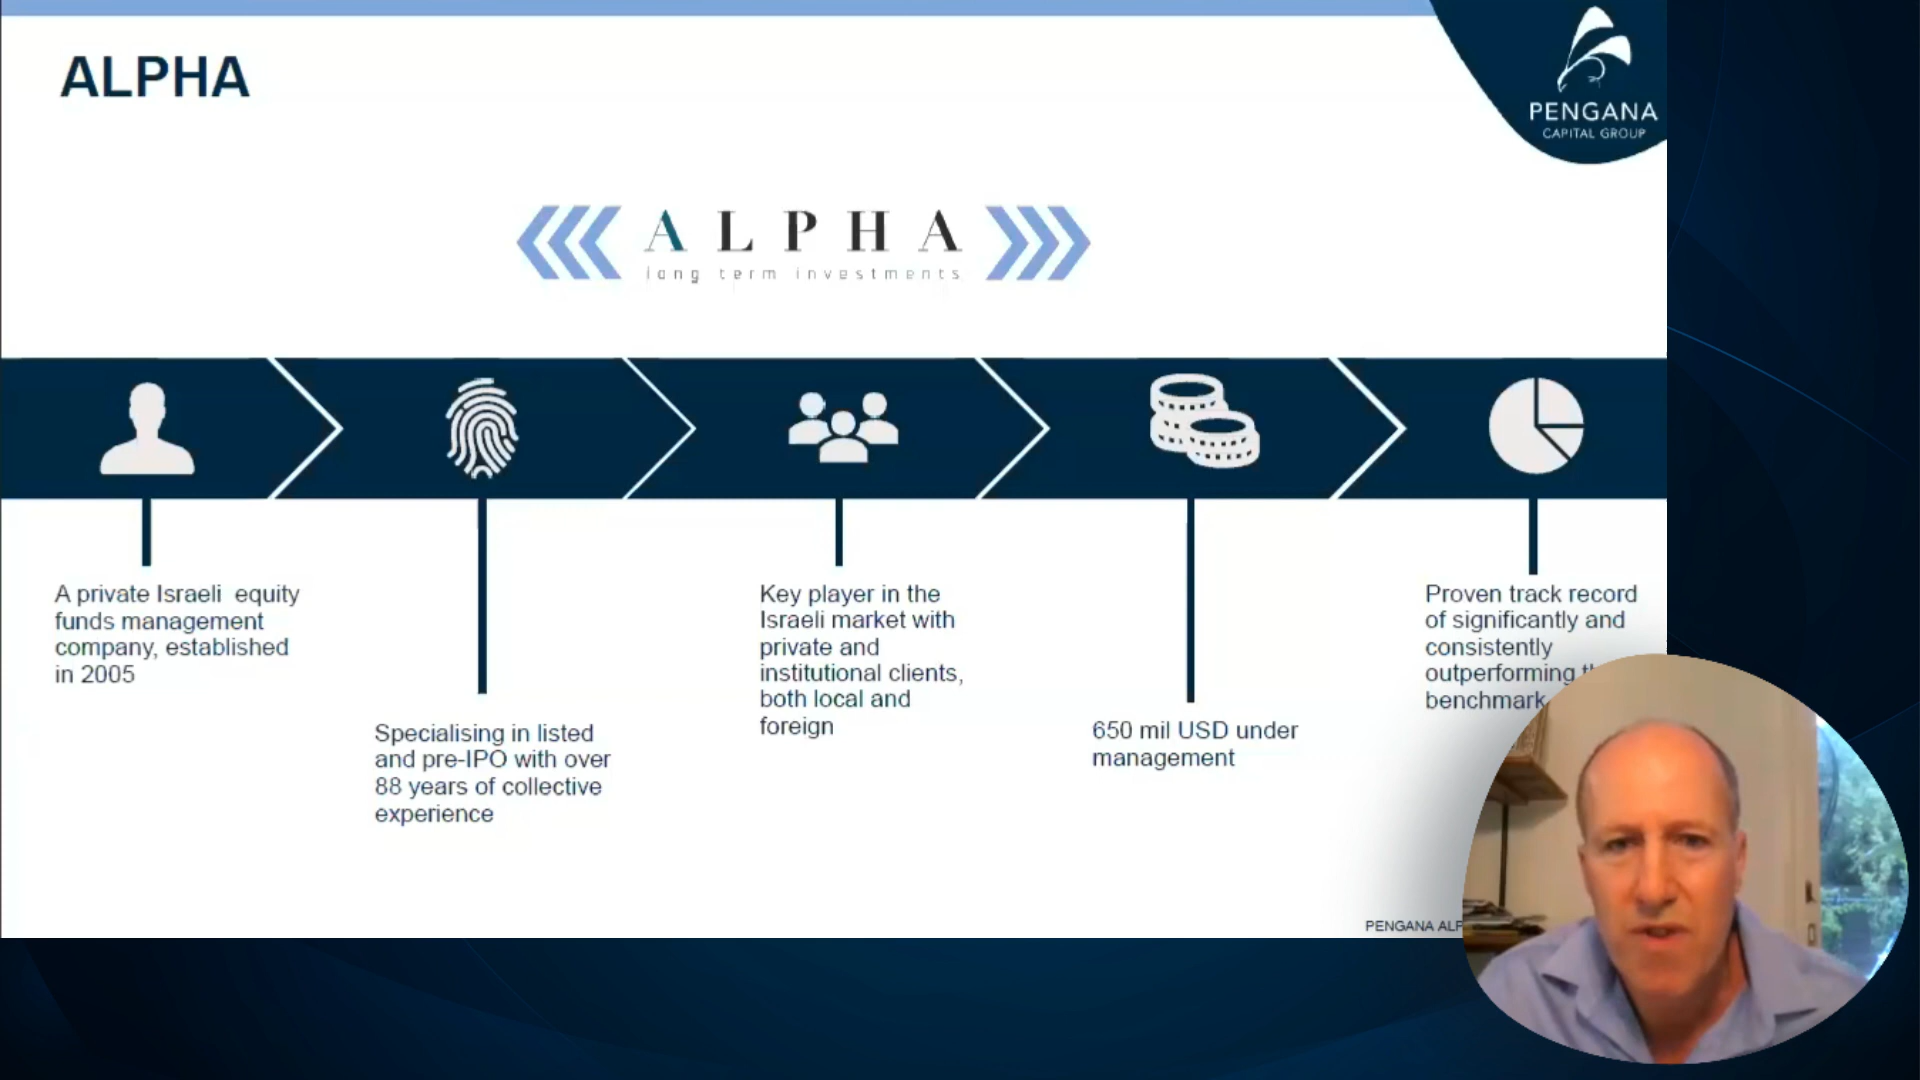 ALPHA
PENGANA
CAPITAL GROUP
ALPHA
long term investments
A private Israeli equity
funds management
company, established
in 2005
Specialising in listed
and pre-IPO with over
88 years of collective
experience
Key player in the
Israeli market with
private and
institutional clients,
both local and
foreign
650 mil USD under
management
Proven track record
of significantly and
consistently
outperforming
benchmark
PENGANA